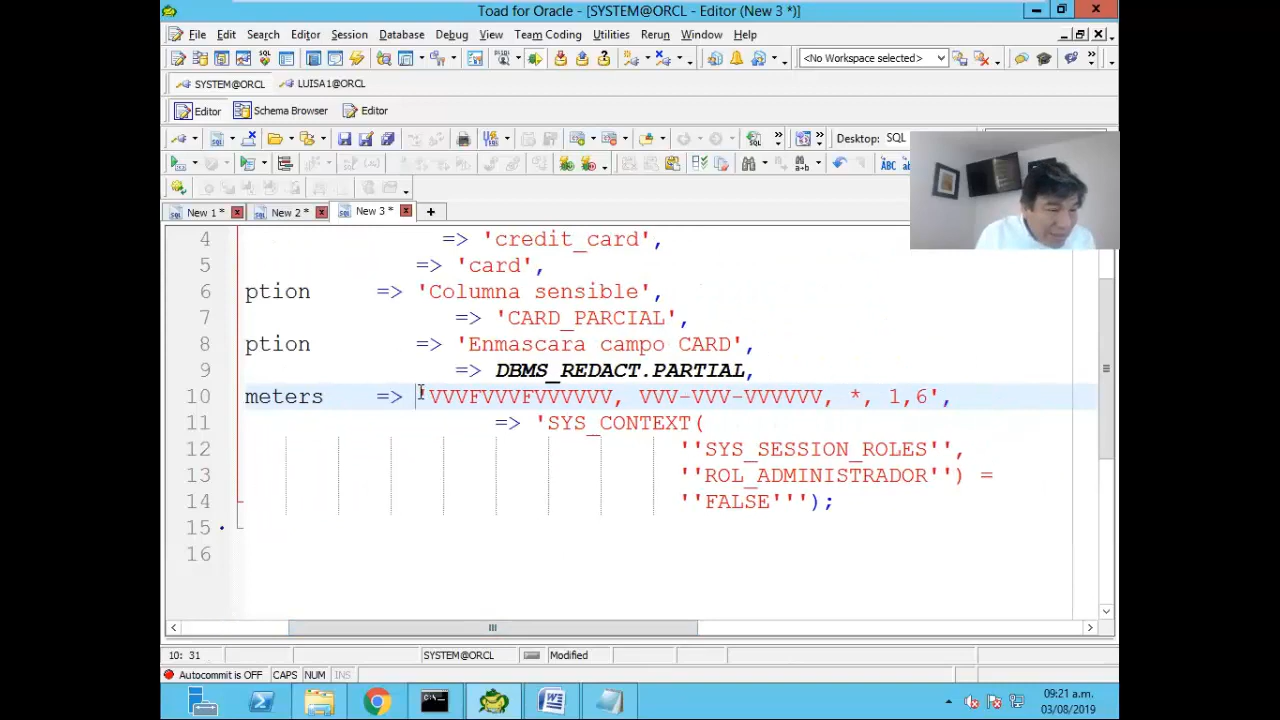 Toad for Oracle - [SYSTEM@ORCL - Editor (New 3 *)]
File Edit Search Editor Session Database Debug View Team Coding Utilities Rerun Window Help
<No Workspace selected>
SYSTEM@ORCL LUISA1@ORCL
Editor Schema Browser Editor
Desktop: SQL
New 1 * New 2 * New 3 *
4 => 'credit_card',
5 => 'card',
6 ption => 'Columna sensible',
7 => 'CARD_PARCIAL',
8 ption => 'Enmascara campo CARD',
9 => DBMS_REDACT.PARTIAL,
10 meters => 'VVVFVVVFVVVVVV, VVV-VVV-VVVVVV, *, 1,6',
11 => 'SYS_CONTEXT(
12 ''SYS_SESSION_ROLES'',
13 ''ROL_ADMINISTRADOR'') =
14 ''FALSE''');
15
16
10: 31 SYSTEM@ORCL Modified
Autocommit is OFF CAPS NUM INS
09:21 a.m.
03/08/2019